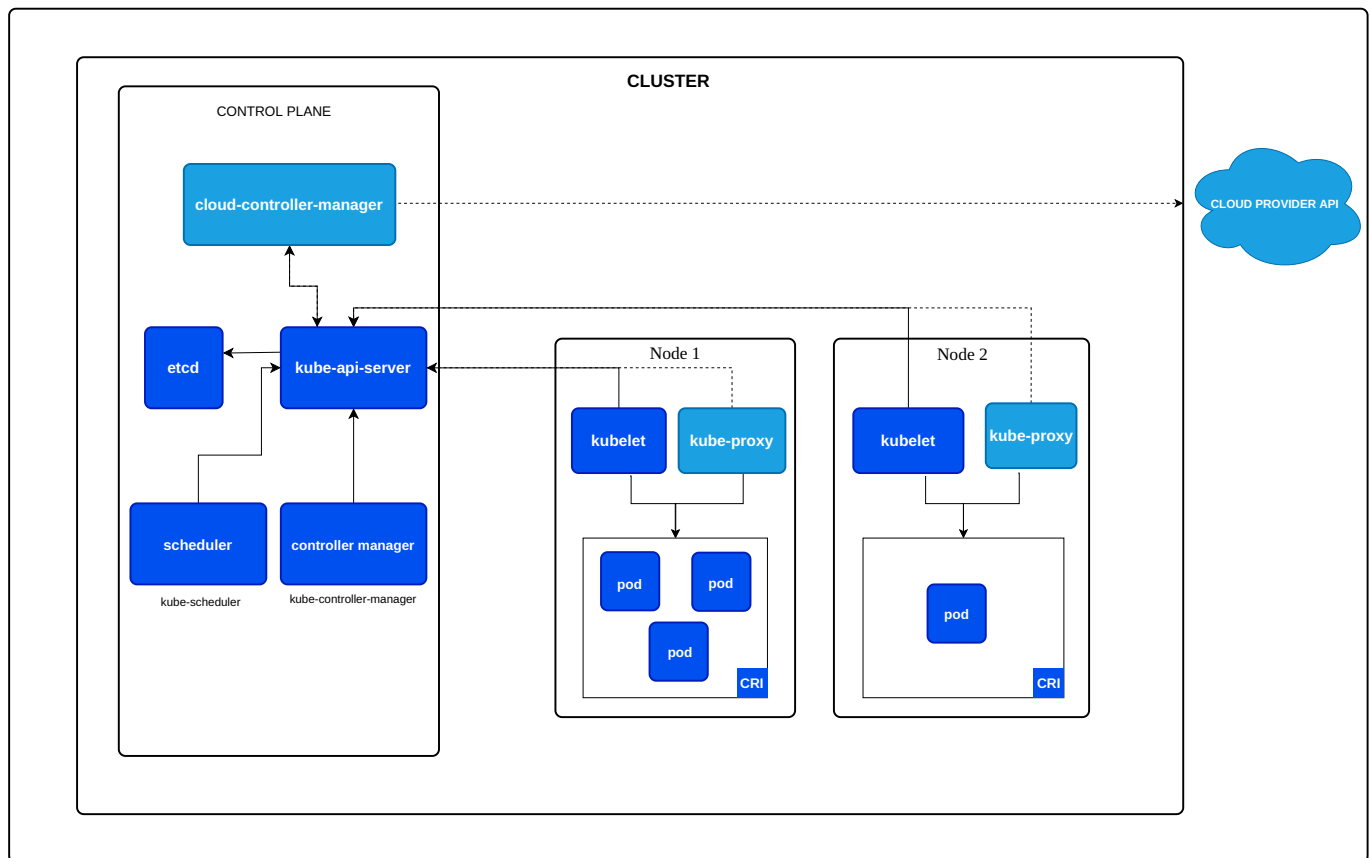 CLUSTER
CONTROL PLANE
cloud-controller-manager
CLOUD PROVIDER API
etcd
kube-api-server
scheduler
controller manager
kube-scheduler
kube-controller-manager
Node 1
kubelet
kube-proxy
pod
pod
pod
CRI
Node 2
kubelet
kube-proxy
pod
CRI